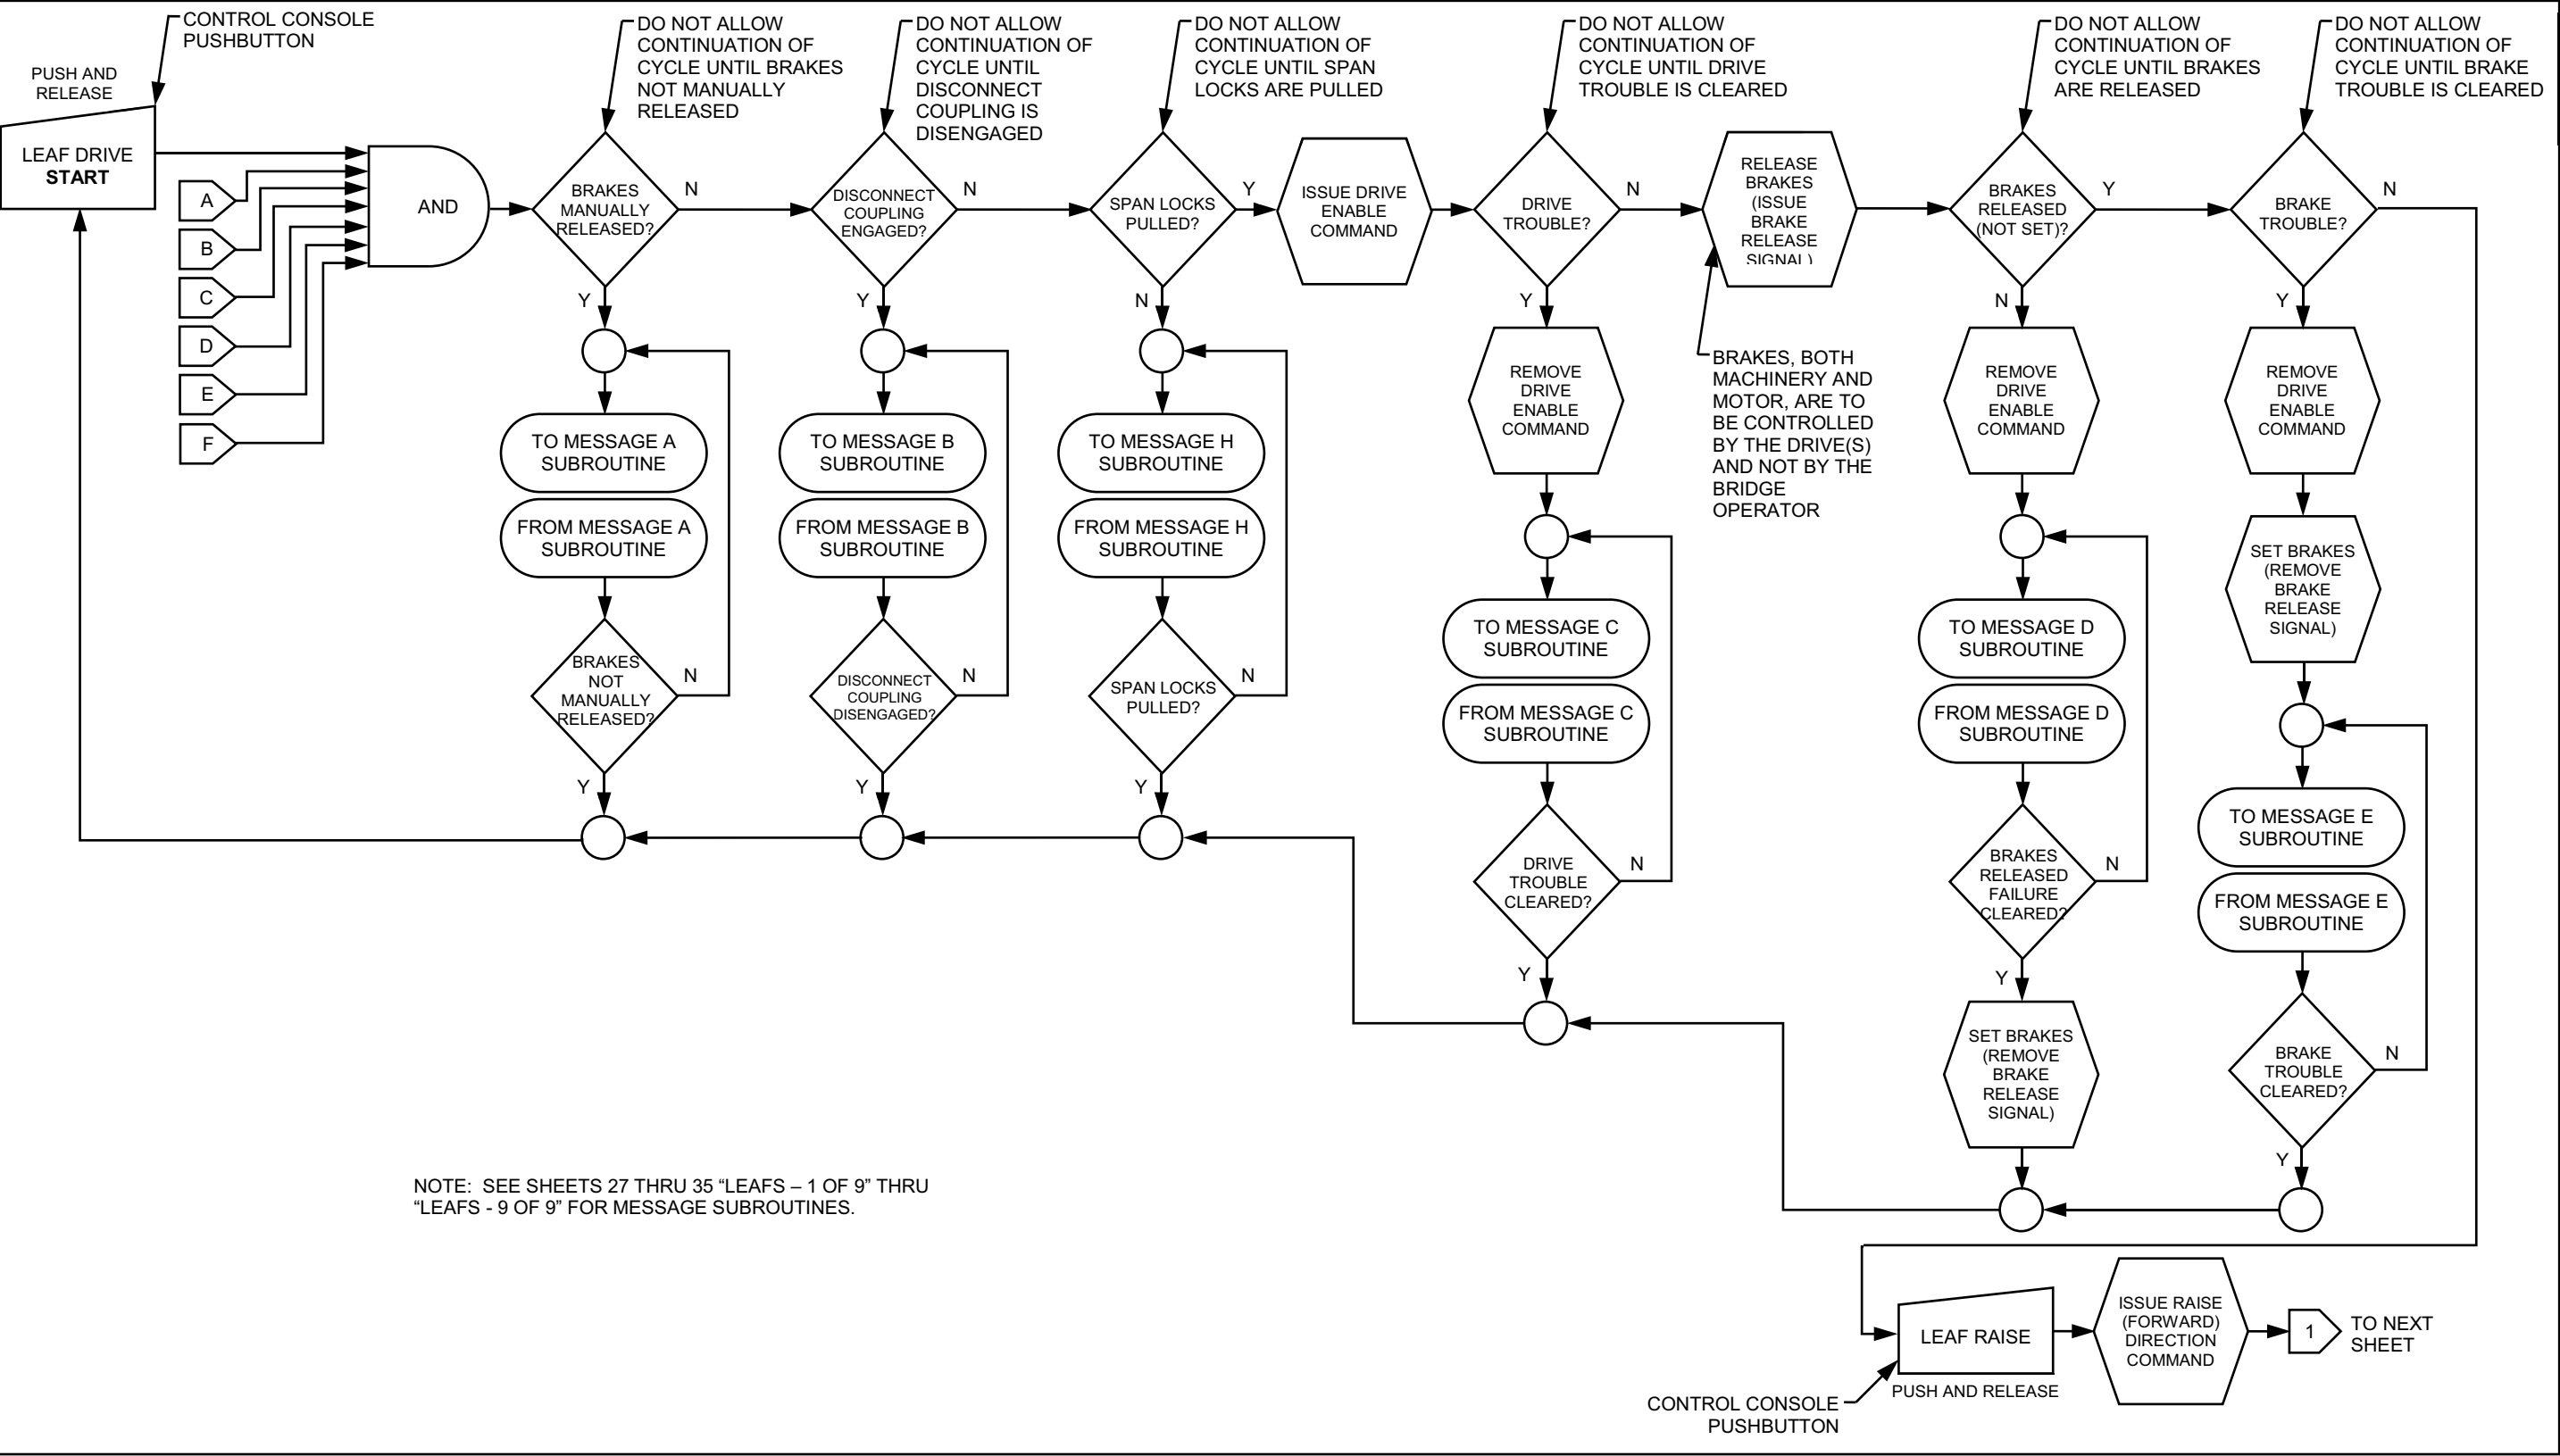 CONTROL CONSOLE
PUSHBUTTON
PUSH AND
RELEASE
LEAF DRIVE
START
A
B
C
D
E
F
AND
DO NOT ALLOW
CONTINUATION OF
CYCLE UNTIL BRAKES
NOT MANUALLY
RELEASED
BRAKES
MANUALLY
RELEASED?
N
Y
TO MESSAGE A
SUBROUTINE
FROM MESSAGE A
SUBROUTINE
BRAKES
NOT
MANUALLY
RELEASED?
N
Y
DO NOT ALLOW
CONTINUATION OF
CYCLE UNTIL
DISCONNECT
COUPLING IS
DISENGAGED
DISCONNECT
COUPLING
ENGAGED?
N
Y
TO MESSAGE B
SUBROUTINE
FROM MESSAGE B
SUBROUTINE
DISCONNECT
COUPLING
DISENGAGED?
N
Y
DO NOT ALLOW
CONTINUATION OF
CYCLE UNTIL SPAN
LOCKS ARE PULLED
SPAN LOCKS
PULLED?
Y
N
TO MESSAGE H
SUBROUTINE
FROM MESSAGE H
SUBROUTINE
SPAN LOCKS
PULLED?
N
Y
ISSUE DRIVE
ENABLE
COMMAND
DO NOT ALLOW
CONTINUATION OF
CYCLE UNTIL DRIVE
TROUBLE IS CLEARED
DRIVE
TROUBLE?
N
Y
REMOVE
DRIVE
ENABLE
COMMAND
TO MESSAGE C
SUBROUTINE
FROM MESSAGE C
SUBROUTINE
DRIVE
TROUBLE
CLEARED?
N
Y
RELEASE
BRAKES
(ISSUE
BRAKE
RELEASE
SIGNAL)
BRAKES, BOTH
MACHINERY AND
MOTOR, ARE TO
BE CONTROLLED
BY THE DRIVE(S)
AND NOT BY THE
BRIDGE
OPERATOR
DO NOT ALLOW
CONTINUATION OF
CYCLE UNTIL BRAKES
ARE RELEASED
BRAKES
RELEASED
(NOT SET)?
Y
N
REMOVE
DRIVE
ENABLE
COMMAND
TO MESSAGE D
SUBROUTINE
FROM MESSAGE D
SUBROUTINE
BRAKES
RELEASED
FAILURE
CLEARED?
N
Y
SET BRAKES
(REMOVE
BRAKE
RELEASE
SIGNAL)
DO NOT ALLOW
CONTINUATION OF
CYCLE UNTIL BRAKE
TROUBLE IS CLEARED
BRAKE
TROUBLE?
N
Y
REMOVE
DRIVE
ENABLE
COMMAND
SET BRAKES
(REMOVE
BRAKE
RELEASE
SIGNAL)
TO MESSAGE E
SUBROUTINE
FROM MESSAGE E
SUBROUTINE
BRAKE
TROUBLE
CLEARED?
N
Y
NOTE: SEE SHEETS 27 THRU 35 “LEAFS – 1 OF 9” THRU
“LEAFS - 9 OF 9” FOR MESSAGE SUBROUTINES.
LEAF RAISE
PUSH AND RELEASE
CONTROL CONSOLE
PUSHBUTTON
ISSUE RAISE
(FORWARD)
DIRECTION
COMMAND
1
TO NEXT
SHEET